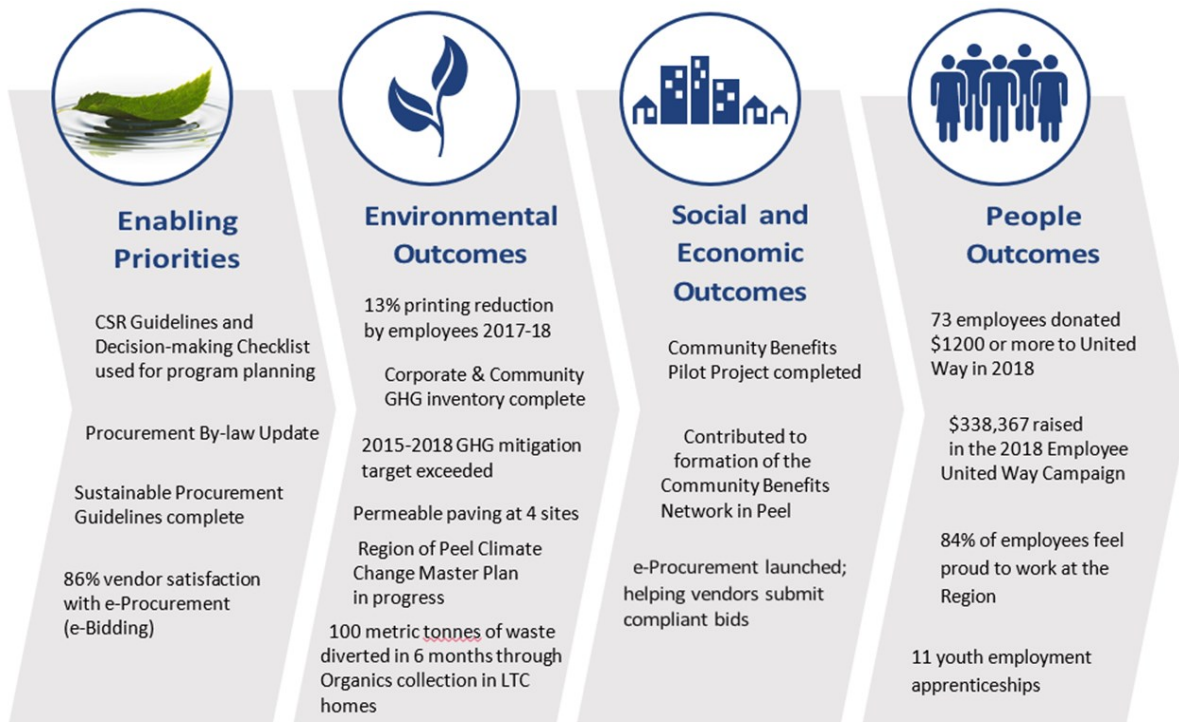 Enabling
Priorities
CSR Guidelines and
Decision-making Checklist
used for program planning
Procurement By-law Update
Sustainable Procurement
Guidelines complete
86% vendor satisfaction
with e-Procurement
(e-Bidding)
Environmental
Outcomes
13% printing reduction
by employees 2017-18
Corporate & Community
GHG inventory complete
2015-2018 GHG mitigation
target exceeded
Permeable paving at 4 sites
Region of Peel Climate
Change Master Plan
in progress
100 metric tonnes of waste
diverted in 6 months through
Organics collection in LTC
homes
Social and
Economic
Outcomes
Community Benefits
Pilot Project completed
Contributed to
formation of the
Community Benefits
Network in Peel
e-Procurement launched;
helping vendors submit
compliant bids
People
Outcomes
73 employees donated
$1200 or more to United
Way in 2018
$338,367 raised
in the 2018 Employee
United Way Campaign
84% of employees feel
proud to work at the
Region
11 youth employment
apprenticeships